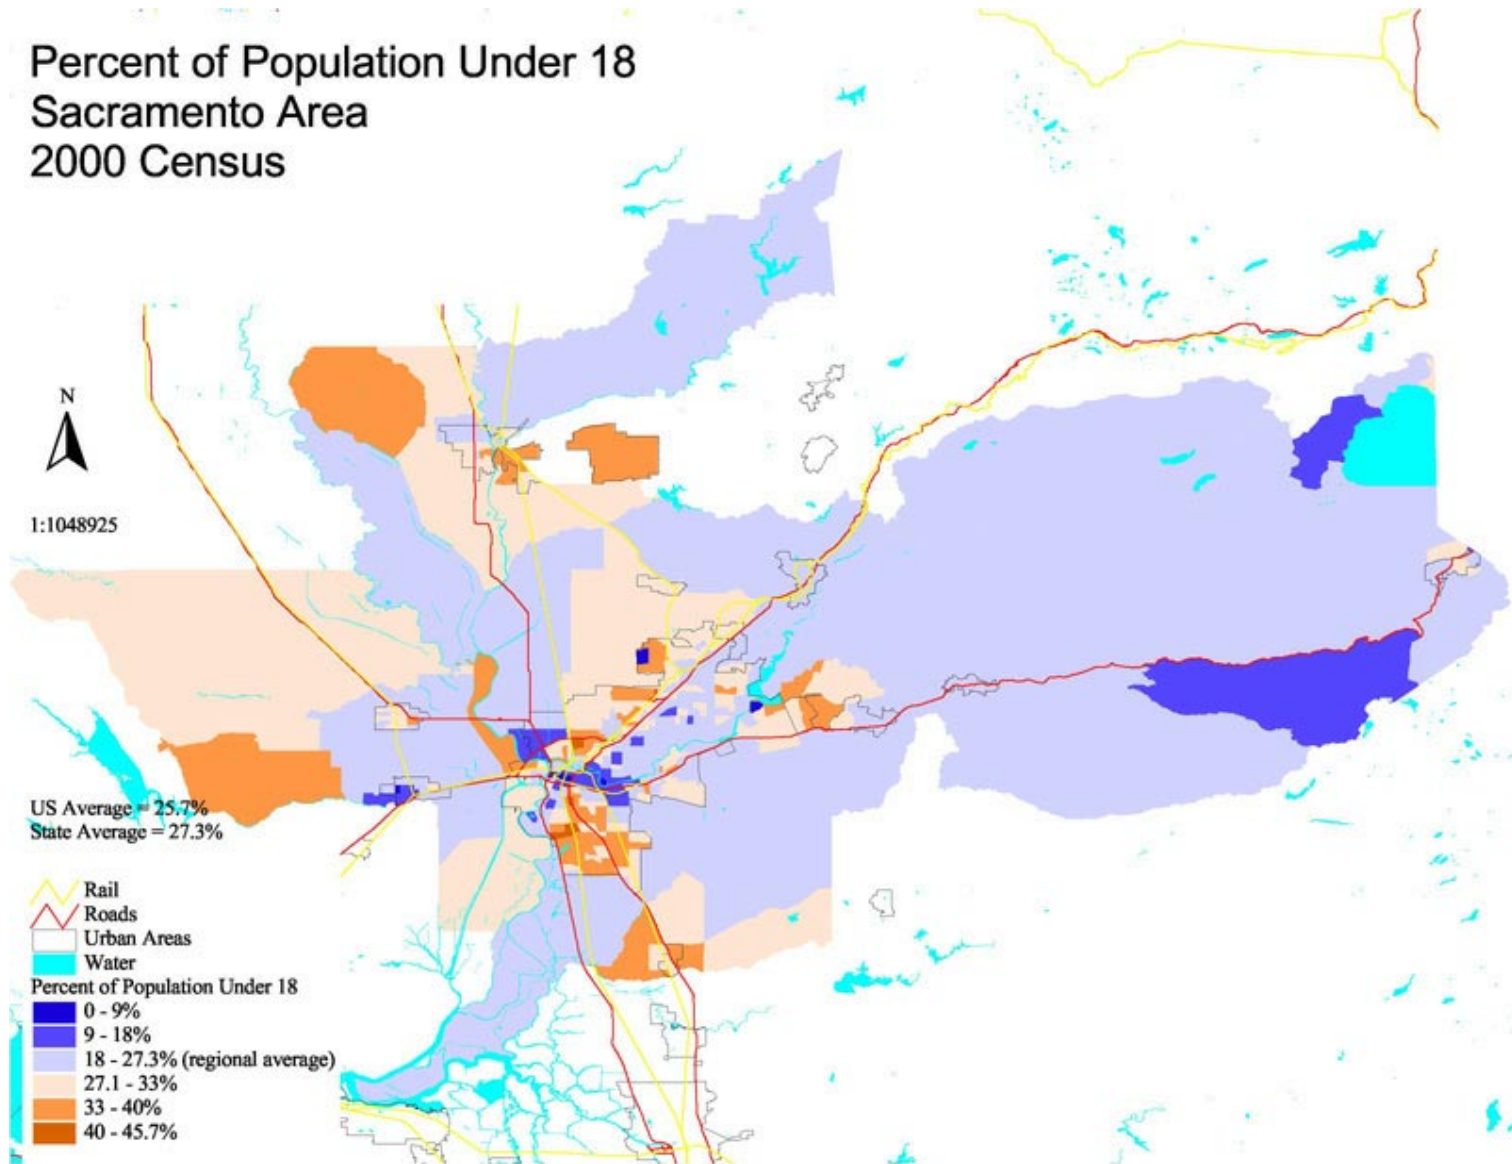 Percent of Population Under 18
Sacramento Area
2000 Census
N
1:1048925
US Average = 25.7%
State Average = 27.3%
Rail
Roads
Urban Areas
Water
Percent of Population Under 18
0 - 9%
9 - 18%
18 - 27.3% (regional average)
27.1 - 33%
33 - 40%
40 - 45.7%